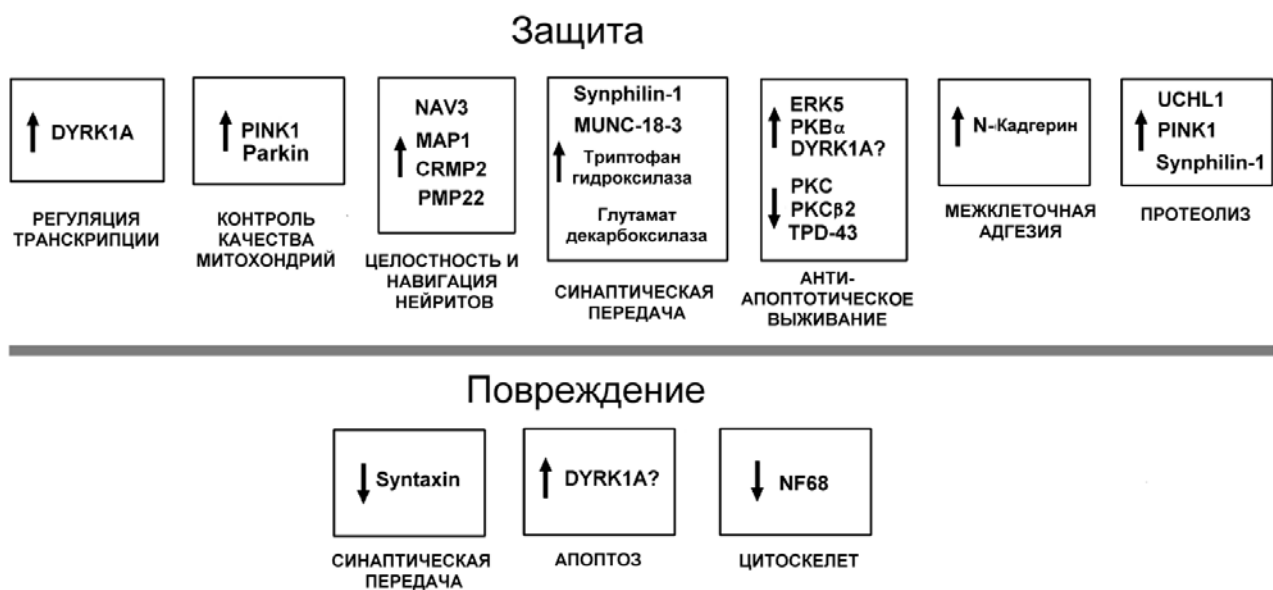 Защита
DYRK1A
РЕГУЛЯЦИЯ
ТРАНСКРИПЦИИ
PINK1
Parkin
КОНТРОЛЬ
КАЧЕСТВА
МИТОХОНДРИЙ
NAV3
MAP1
CRMP2
PMP22
ЦЕЛОСТНОСТЬ И
НАВИГАЦИЯ
НЕЙРИТОВ
Synphilin-1
MUNC-18-3
Триптофан
гидроксилаза
Глутамат
декарбоксилаза
СИНАПТИЧЕСКАЯ
ПЕРЕДАЧА
ERK5
PKBα
DYRK1A?
PKC
PKCβ2
TPD-43
АНТИ-
АПОПТОТИЧЕСКОЕ
ВЫЖИВАНИЕ
N-Кадгерин
МЕЖКЛЕТОЧНАЯ
АДГЕЗИЯ
UCHL1
PINK1
Synphilin-1
ПРОТЕОЛИЗ
Повреждение
Syntaxin
СИНАПТИЧЕСКАЯ
ПЕРЕДАЧА
DYRK1A?
АПОПТОЗ
NF68
ЦИТОСКЕЛЕТ